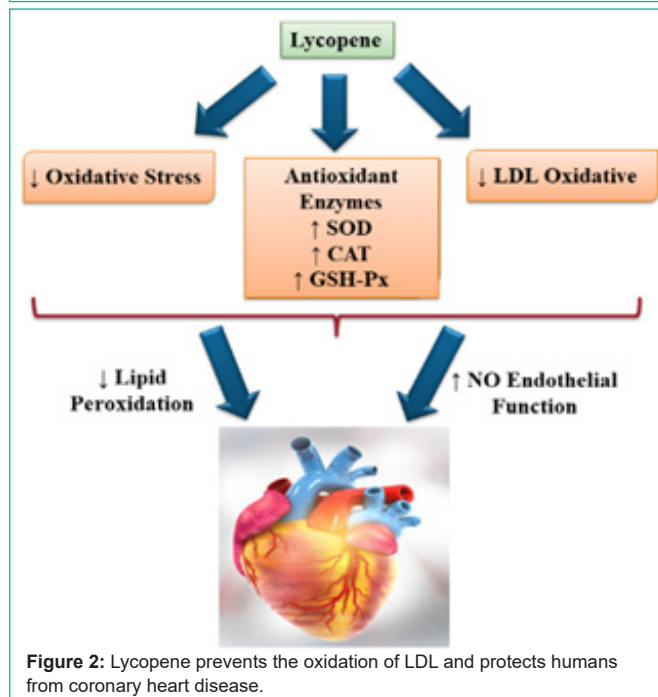 Lycopene
↓ Oxidative Stress
Antioxidant
Enzymes
↑ SOD
↑ CAT
↑ GSH-Px
↓ LDL Oxidative
↓ Lipid
Peroxidation
↑ NO Endothelial
Function
Figure 2: Lycopene prevents the oxidation of LDL and protects humans
from coronary heart disease.